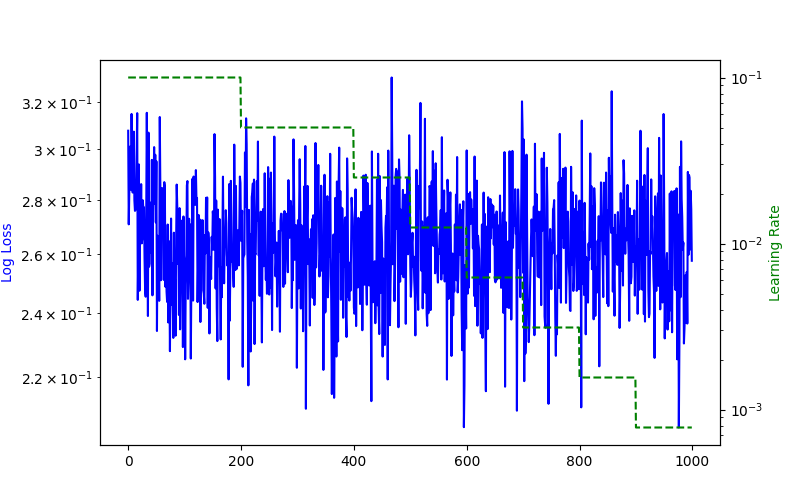 Log Loss
3.2 × 10⁻¹
3 × 10⁻¹
2.8 × 10⁻¹
2.6 × 10⁻¹
2.4 × 10⁻¹
2.2 × 10⁻¹
0 200 400 600 800 1000
10⁻¹
10⁻²
10⁻³
Learning Rate